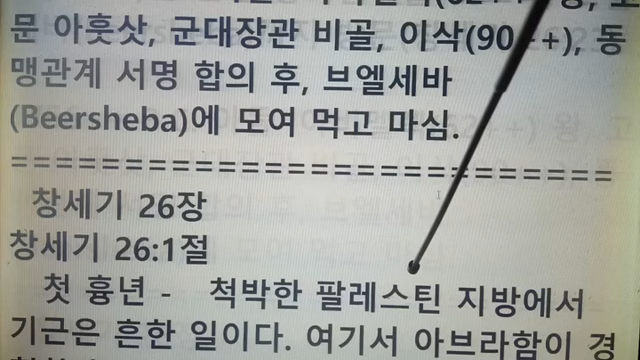 문 아훗삿, 군대장관 비골, 이삭(90++), 동
맹관계 서명 합의 후, 브엘세바
(Beersheba)에 모여 먹고 마심.
===========================
창세기 26장
창세기 26:1절
첫 흉년 - 척박한 팔레스틴 지방에서
기근은 흔한 일이다. 여기서 아브라함이 경